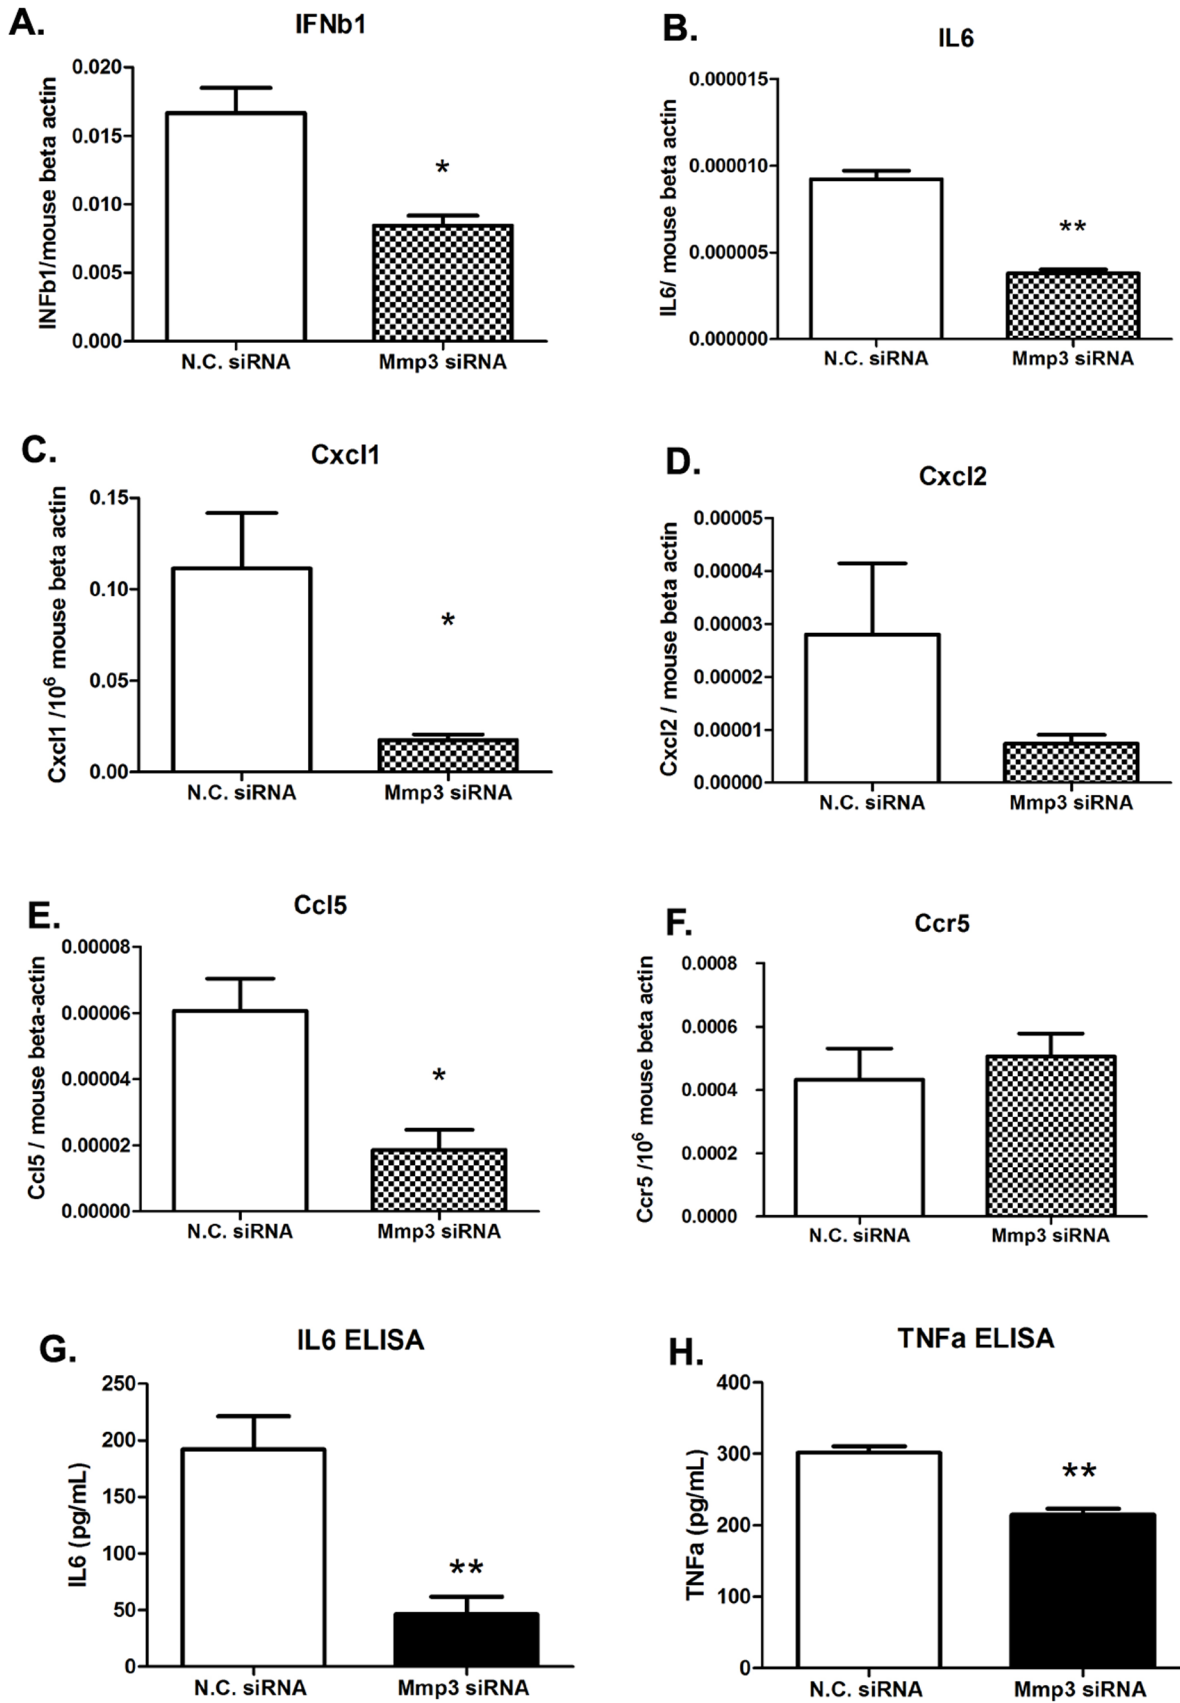 A.
IFNb1
INFb1/mouse beta actin
0.020
0.015
0.010
0.005
0.000
*
N.C. siRNA
Mmp3 siRNA
B.
IL6
IL6/ mouse beta actin
0.000015
0.000010
0.000005
0.000000
**
N.C. siRNA
Mmp3 siRNA
C.
Cxcl1
Cxcl1 /10⁶ mouse beta actin
0.15
0.10
0.05
0.00
*
N.C. siRNA
Mmp3 siRNA
D.
Cxcl2
Cxcl2 / mouse beta actin
0.00005
0.00004
0.00003
0.00002
0.00001
0.00000
N.C. siRNA
Mmp3 siRNA
E.
Ccl5
Ccl5 / mouse beta-actin
0.00008
0.00006
0.00004
0.00002
0.00000
*
N.C. siRNA
Mmp3 siRNA
F.
Ccr5
Ccr5 /10⁶ mouse beta actin
0.0008
0.0006
0.0004
0.0002
0.0000
N.C. siRNA
Mmp3 siRNA
G.
IL6 ELISA
IL6 (pg/mL)
250
200
150
100
50
0
**
N.C. siRNA
Mmp3 siRNA
H.
TNFa ELISA
TNFa (pg/mL)
400
300
200
100
0
**
N.C. siRNA
Mmp3 siRNA